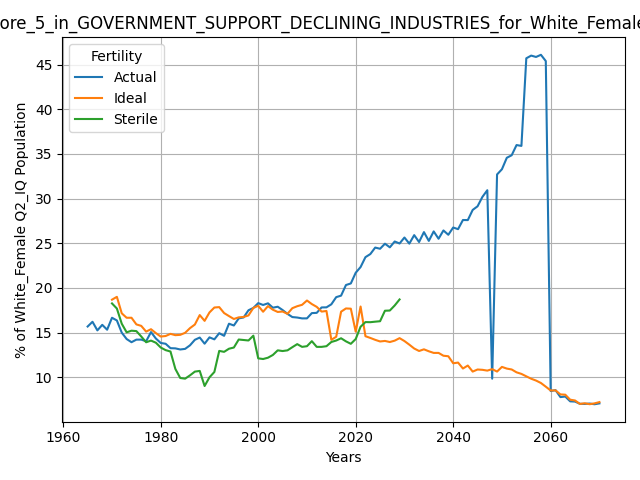 ore_5_in_GOVERNMENT_SUPPORT_DECLINING_INDUSTRIES_for_White_Female
Fertility
Actual
Ideal
Sterile
45
40
35
30
25
20
15
10
% of White_Female Q2_IQ Population
1960
1980
2000
2020
2040
2060
Years